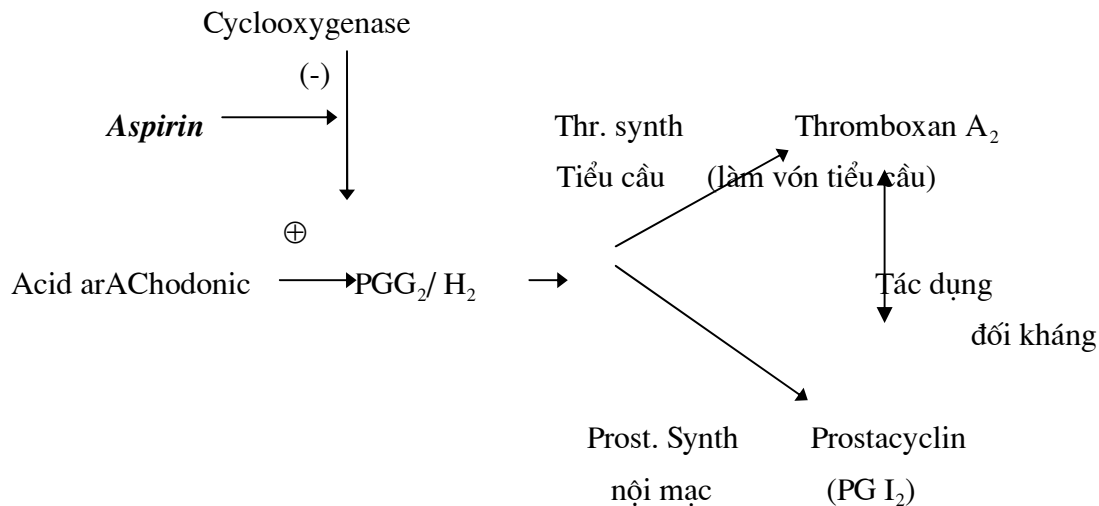 Cyclooxygenase
(-)
Aspirin Thr. synth Thromboxan A₂
Tiểu cầu (làm vón tiểu cầu)
⊕
Acid arAChodonic PGG₂/ H₂ Tác dụng
đối kháng
Prost. Synth Prostacyclin
nội mạc (PG I₂)